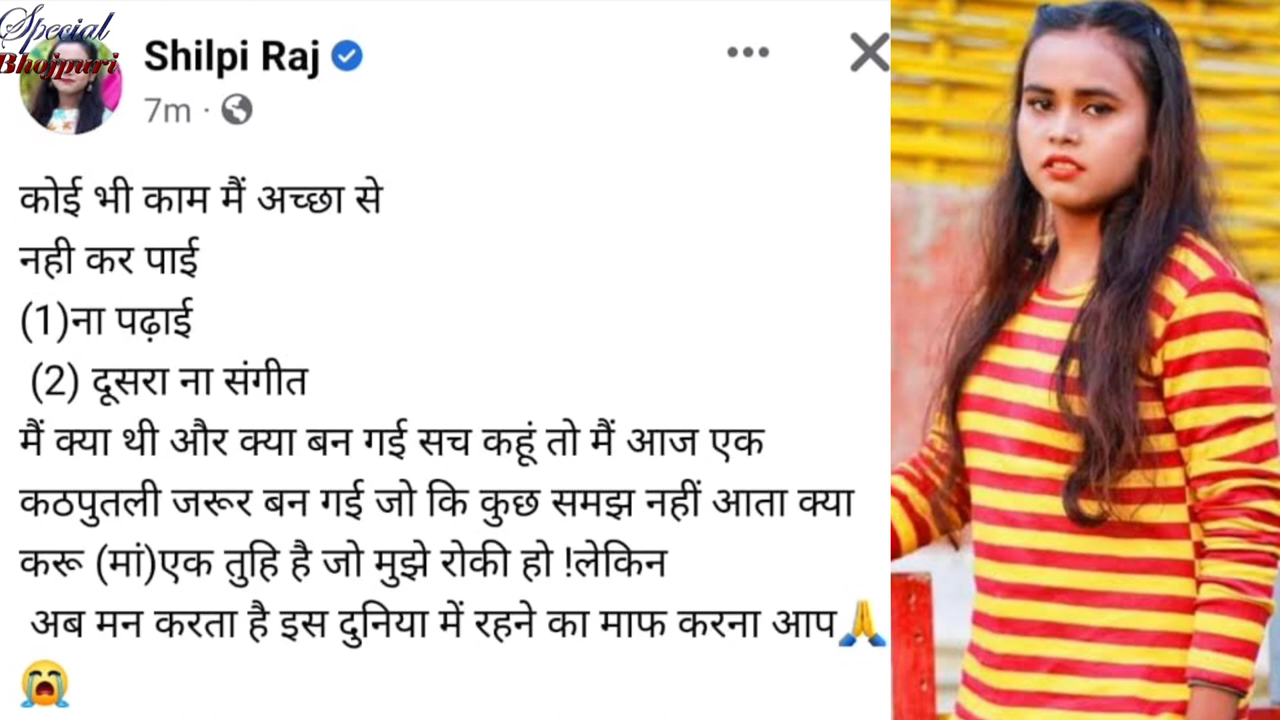 Special
Bhojpuri
Shilpi Raj
7m ·
कोई भी काम मैं अच्छा से
नही कर पाई
(1)ना पढ़ाई
(2) दूसरा ना संगीत
मैं क्या थी और क्या बन गई सच कहूं तो मैं आज एक
कठपुतली जरूर बन गई जो कि कुछ समझ नहीं आता क्या
करू (मां)एक तुहि है जो मुझे रोकी हो !लेकिन
अब मन करता है इस दुनिया में रहने का माफ करना आप🙏
😭